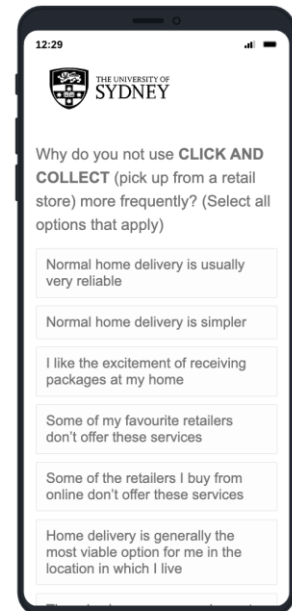 12:29
THE UNIVERSITY OF
SYDNEY
Why do you not use CLICK AND
COLLECT (pick up from a retail
store) more frequently? (Select all
options that apply)
Normal home delivery is usually
very reliable
Normal home delivery is simpler
I like the excitement of receiving
packages at my home
Some of my favourite retailers
don't offer these services
Some of the retailers I buy from
online don't offer these services
Home delivery is generally the
most viable option for me in the
location in which I live